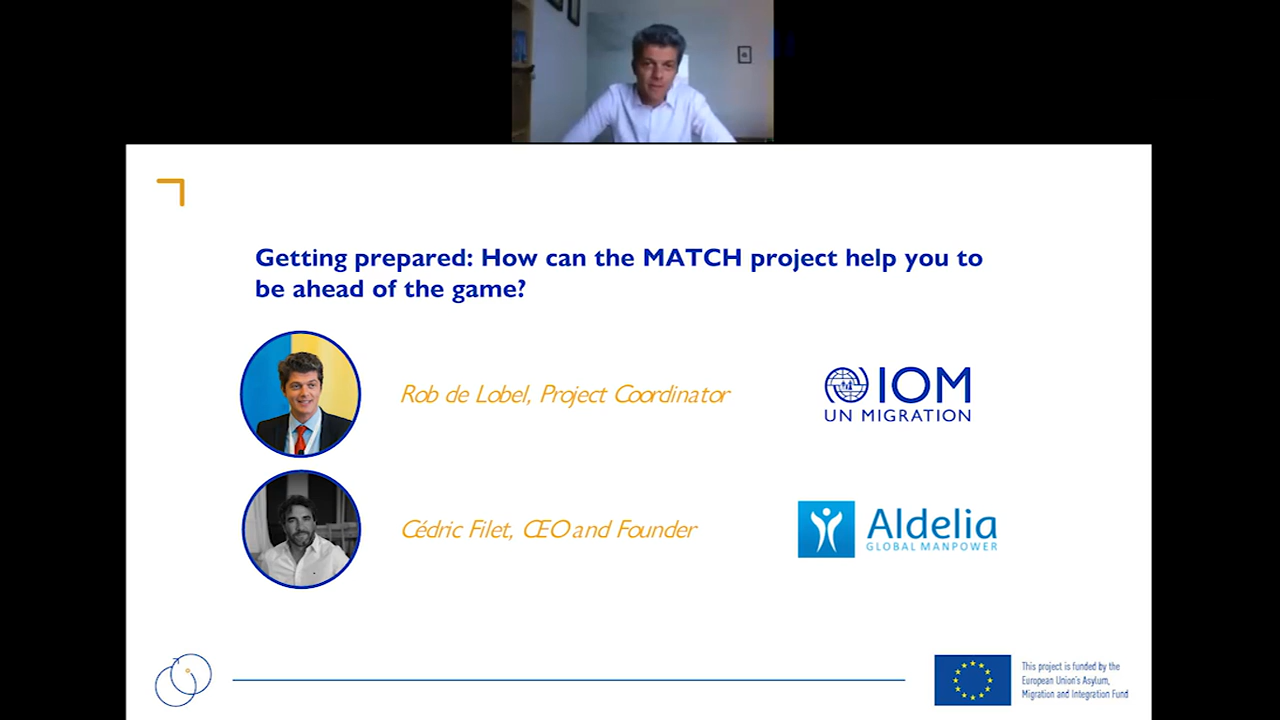 Getting prepared: How can the MATCH project help you to
be ahead of the game?
Rob de Lobel, Project Coordinator
IOM
UN MIGRATION
Cédric Filet, CEO and Founder
Aldelia
GLOBAL MANPOWER
This project is funded by the
European Union's Asylum,
Migration and Integration Fund